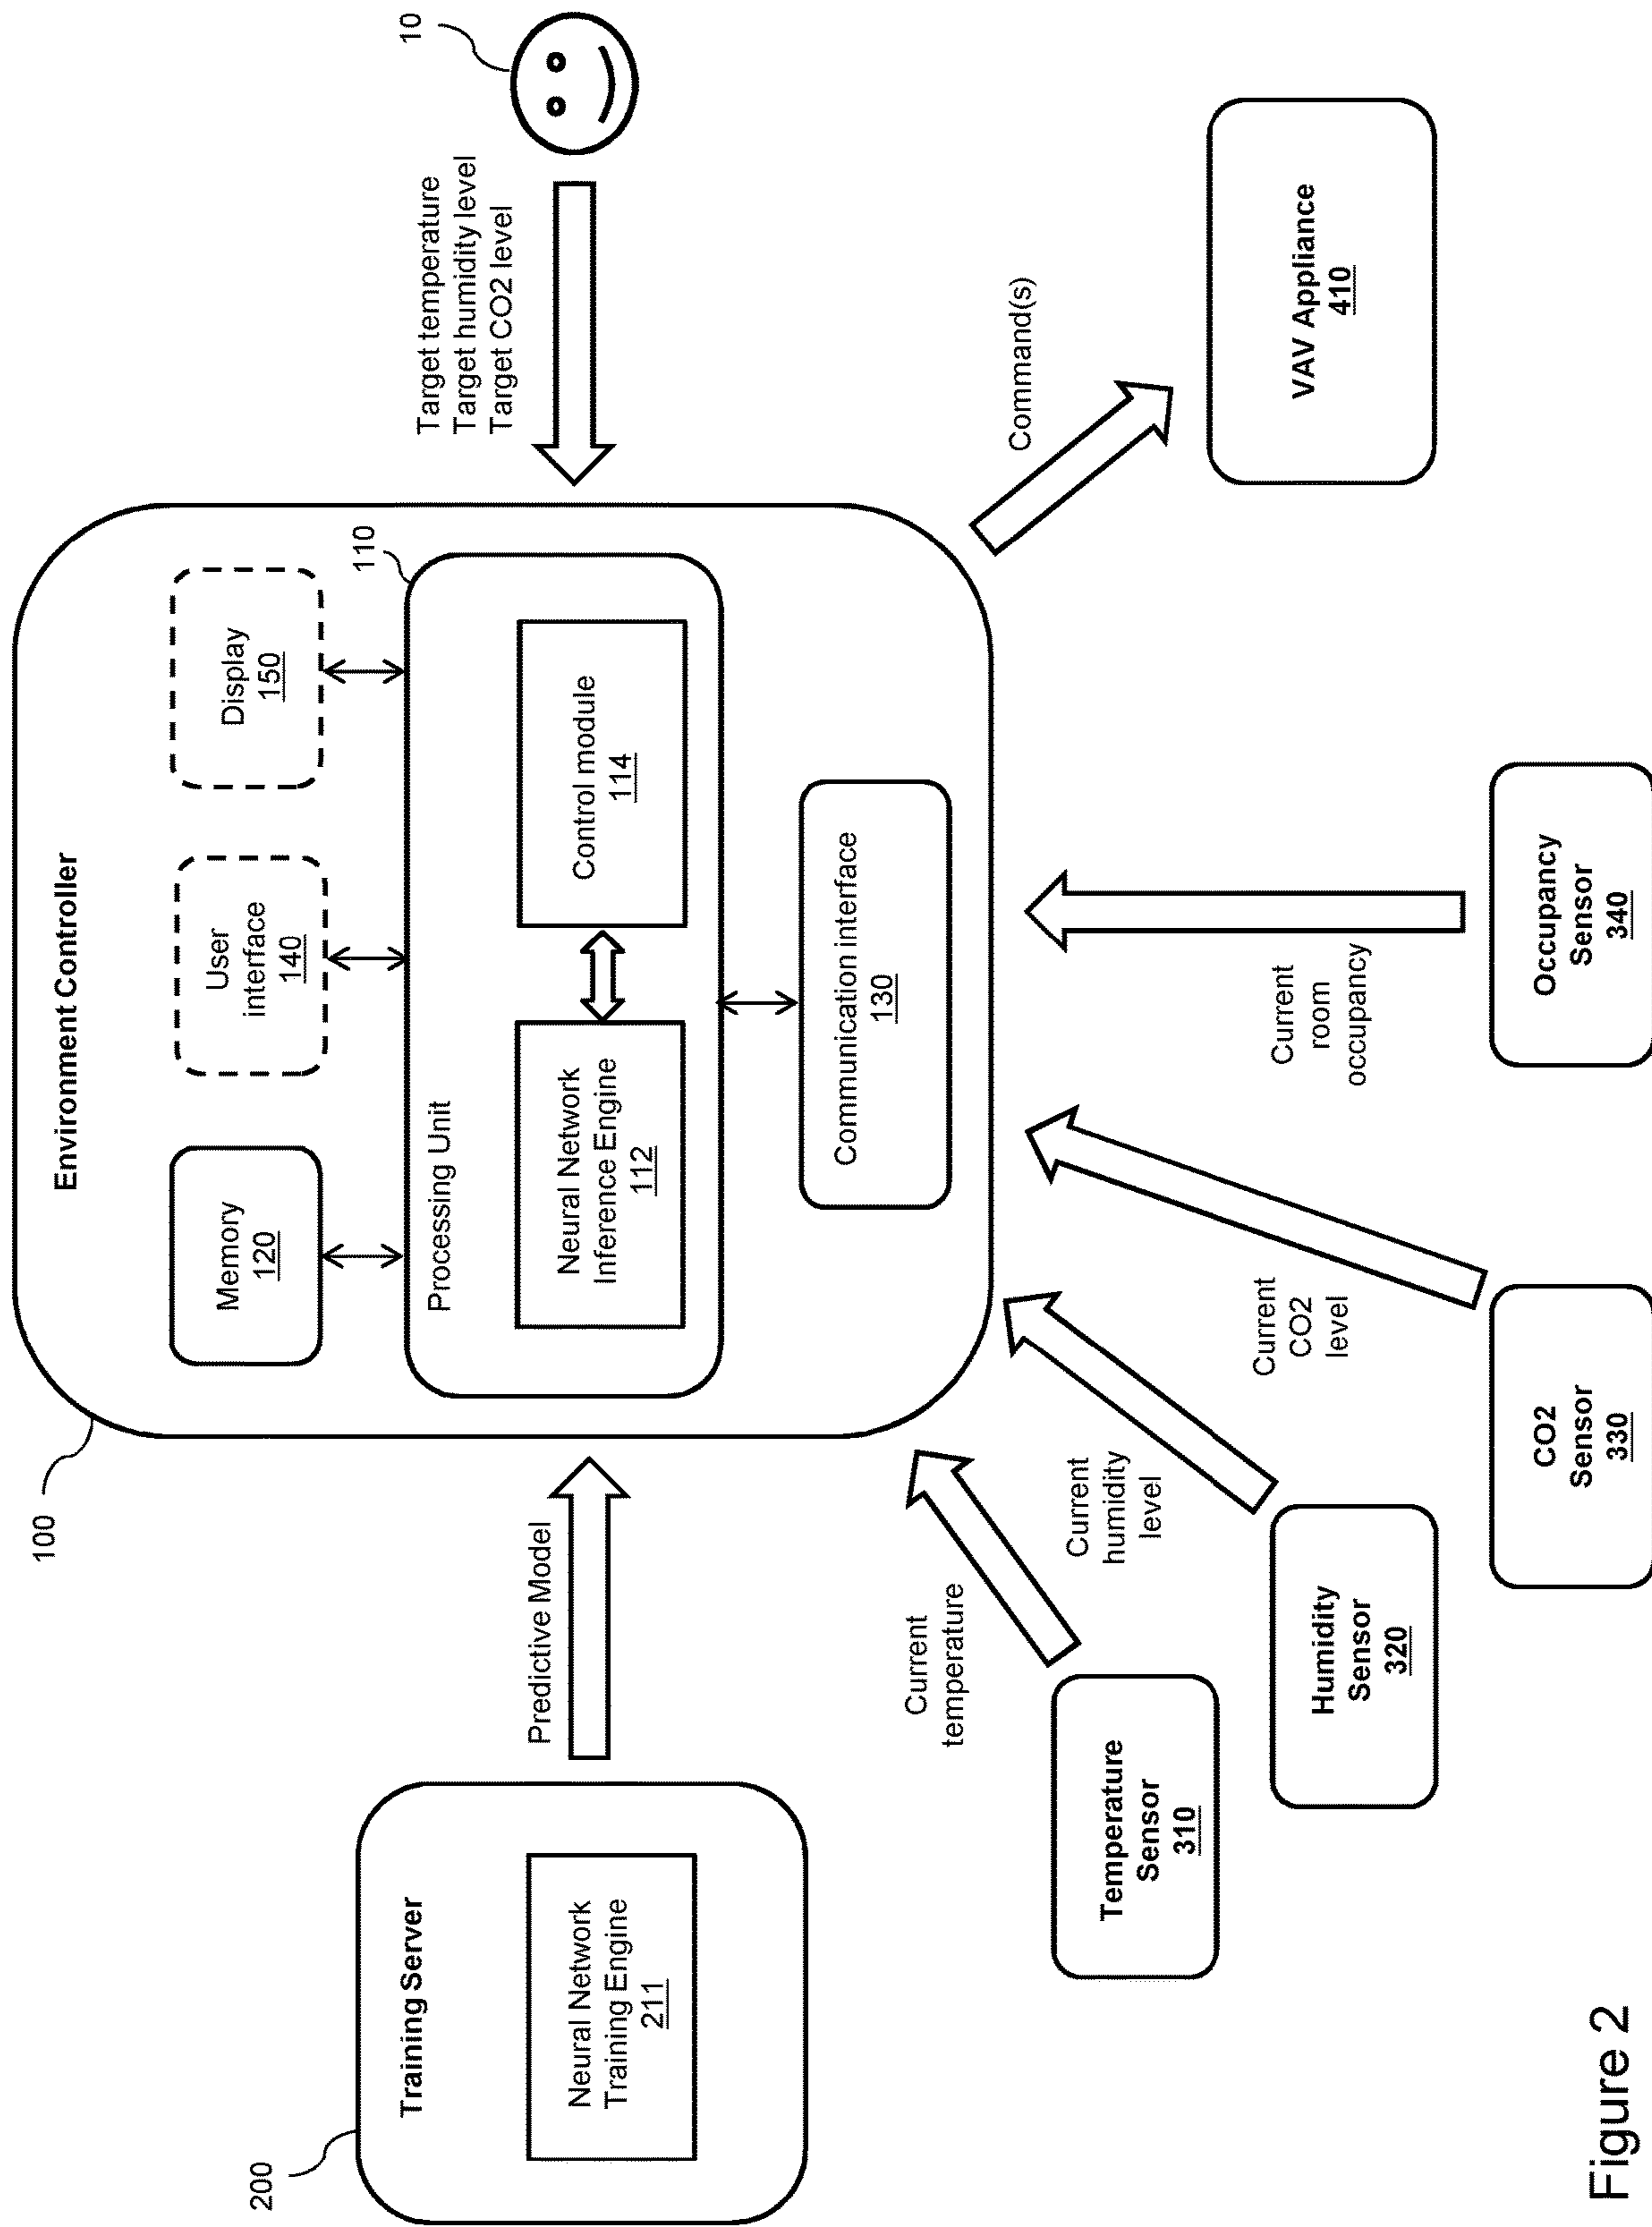 200
Training Server
Neural Network
Training Engine
211
Predictive Model
100
Environment Controller
Memory
120
User
interface
140
Display
150
110
Processing Unit
Neural Network
Inference Engine
112
Control module
114
Communication interface
130
10
Target temperature
Target humidity level
Target CO2 level
Command(s)
VAV Appliance
410
Current
temperature
Temperature
Sensor
310
Current
humidity
level
Humidity
Sensor
320
Current
CO2
level
CO2
Sensor
330
Current
room
occupancy
Occupancy
Sensor
340
Figure 2